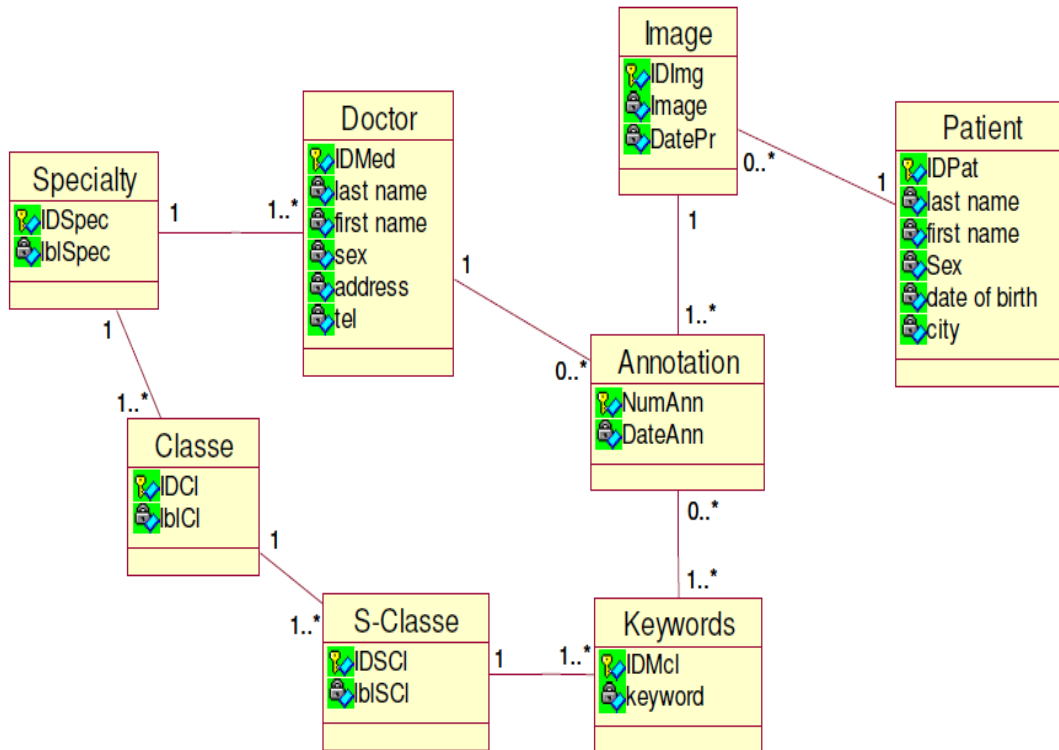 Image
IDImg
Image
DatePr
Doctor
IDMed
last name
first name
sex
address
tel
Patient
IDPat
last name
first name
Sex
date of birth
city
Specialty
IDSpec
lblSpec
1
1..*
0..*
1
1
1..*
1
0..*
1
1..*
Annotation
NumAnn
DateAnn
Classe
IDCl
lblCl
0..*
1..*
1
1..*
S-Classe
IDSCl
lblSCl
1
1..*
Keywords
IDMcl
keyword